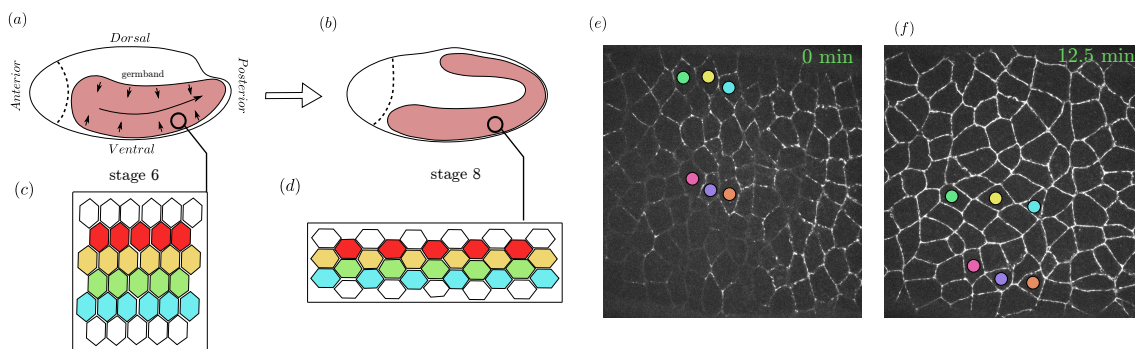 (a)
(b)
(e)
(f)
Dorsal
Anterior
germband
Posterior
Ventral
stage 6
stage 8
(c)
(d)
0 min
12.5 min